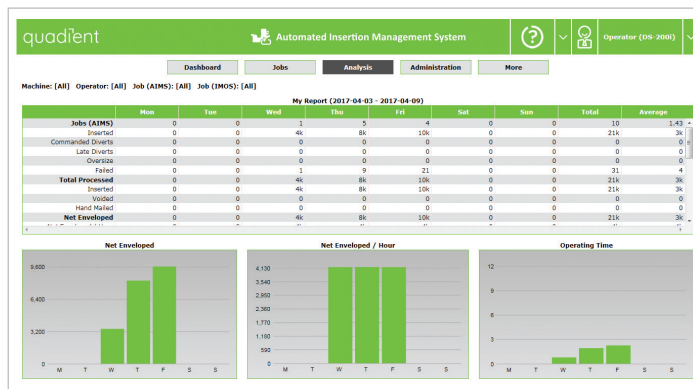 quadient Automated Insertion Management System Operator (DS-200i)
Dashboard Jobs Analysis Administration More
Machine: [All] Operator: [All] Job (AIMS): [All] Job (IMOS): [All]
My Report (2017-04-03 - 2017-04-09)
Mon Tue Wed Thu Fri Sat Sun Total Average
Jobs (AIMS) 0 0 1 5 4 0 0 10 1.43
Inserted 0 0 4k 8k 10k 0 0 21k 3k
Commanded Diverts 0 0 0 0 0 0 0 0 0
Late Diverts 0 0 0 0 0 0 0 0 0
Oversize 0 0 0 0 0 0 0 0 0
Failed 0 0 1 9 21 0 0 31 4
Total Processed 0 0 4k 8k 10k 0 0 21k 3k
Inserted 0 0 4k 8k 10k 0 0 21k 3k
Voided 0 0 0 0 0 0 0 0 0
Hand Mailed 0 0 0 0 0 0 0 0 0
Net Enveloped 0 0 4k 8k 10k 0 0 21k 3k
Net Enveloped Net Enveloped / Hour Operating Time
9,600
6,400
3,200
0
M T W T F S S
4,130
3,540
2,950
2,360
1,770
1,180
590
0
M T W T F S S
12
9
6
3
0
M T W T F S S